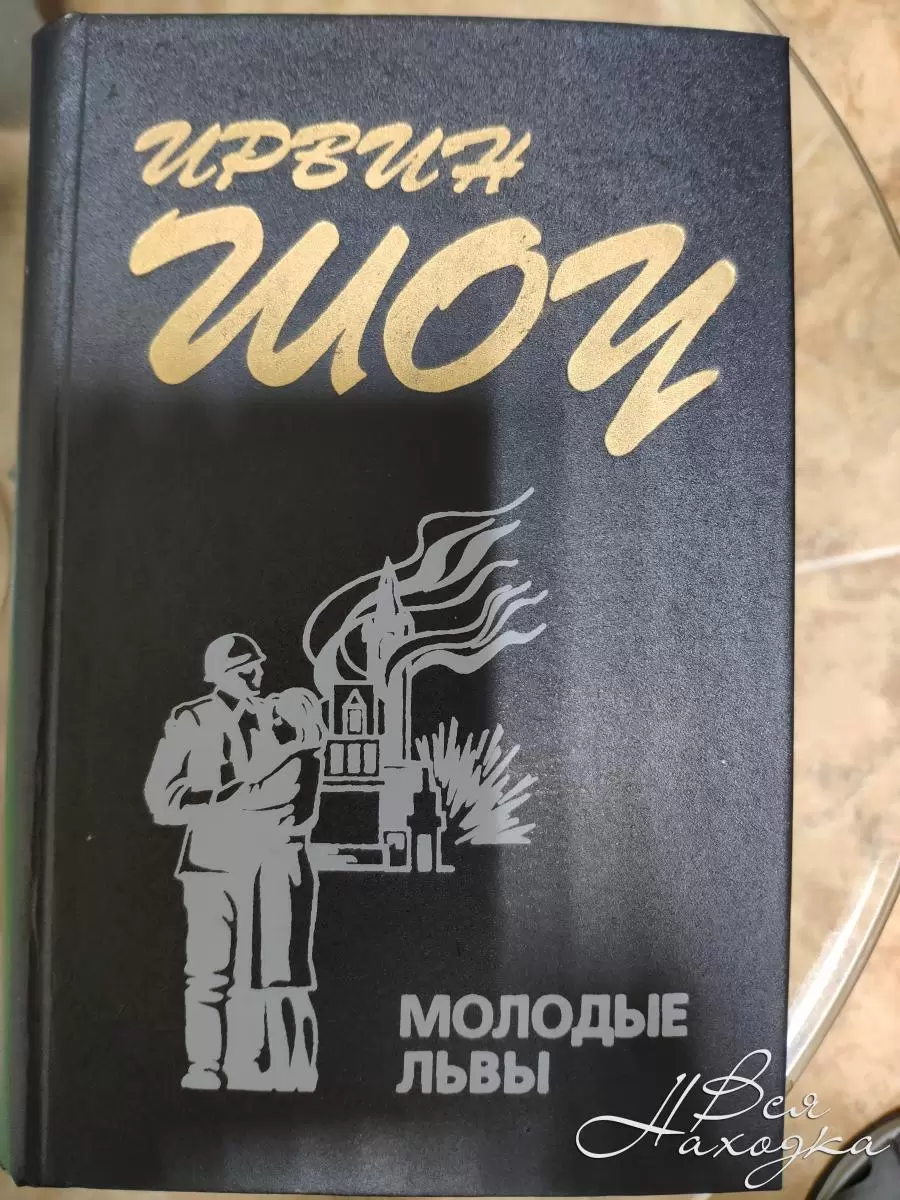 ИРВИН
ШОУ
МОЛОДЫЕ
ЛЬВЫ
Вся
Находка